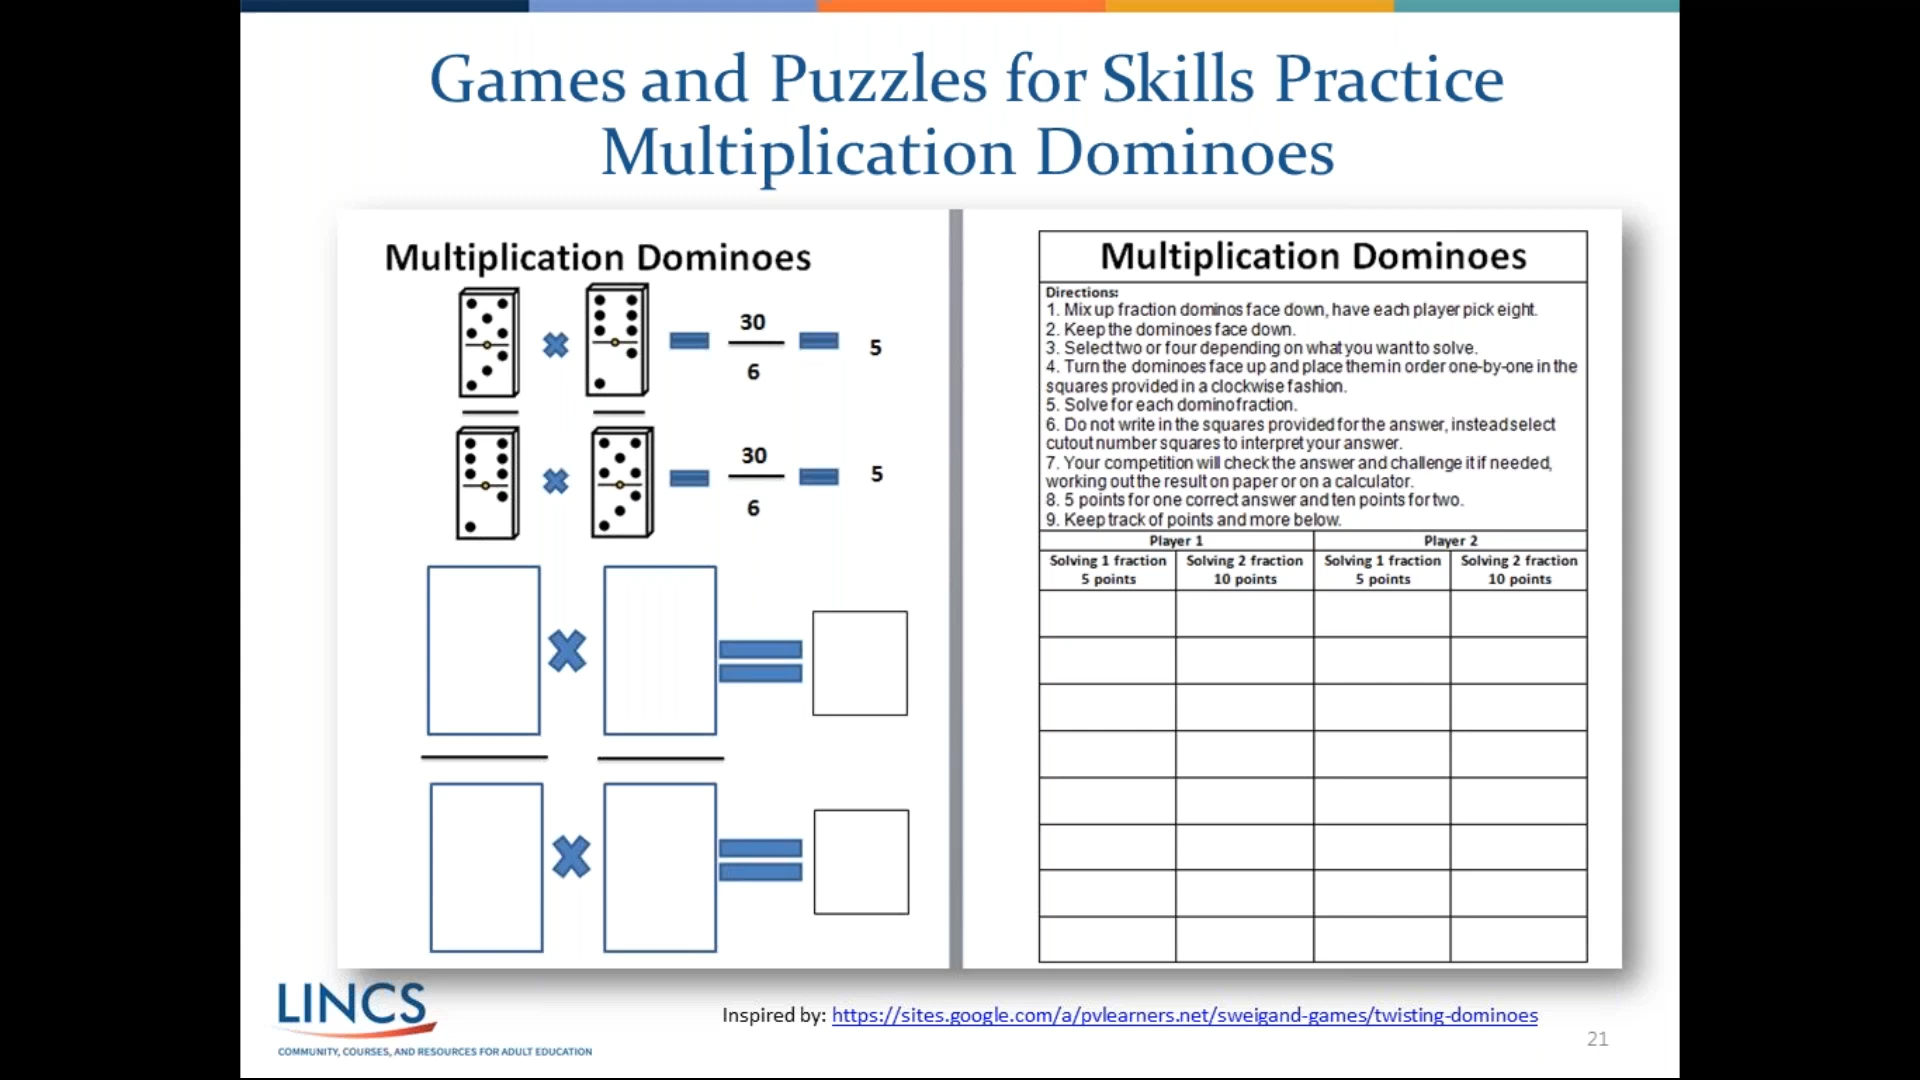 Games and Puzzles for Skills Practice
Multiplication Dominoes
Multiplication Dominoes
30
6
5
30
6
5
Multiplication Dominoes
Directions:
1. Mix up fraction dominos face down, have each player pick eight.
2. Keep the dominoes face down.
3. Select two or four depending on what you want to solve.
4. Turn the dominoes face up and place them in order one-by-one in the
squares provided in a clockwise fashion.
5. Solve for each domino fraction.
6. Do not write in the squares provided for the answer, instead select
cutout number squares to interpret your answer.
7. Your competition will check the answer and challenge it if needed,
working out the result on paper or on a calculator.
8. 5 points for one correct answer and ten points for two.
9. Keep track of points and more below.
Player 1 Player 2
Solving 1 fraction Solving 2 fraction Solving 1 fraction Solving 2 fraction
5 points 10 points 5 points 10 points
LINCS
COMMUNITY, COURSES, AND RESOURCES FOR ADULT EDUCATION
Inspired by: https://sites.google.com/a/pvlearners.net/sweigand-games/twisting-dominoes
21